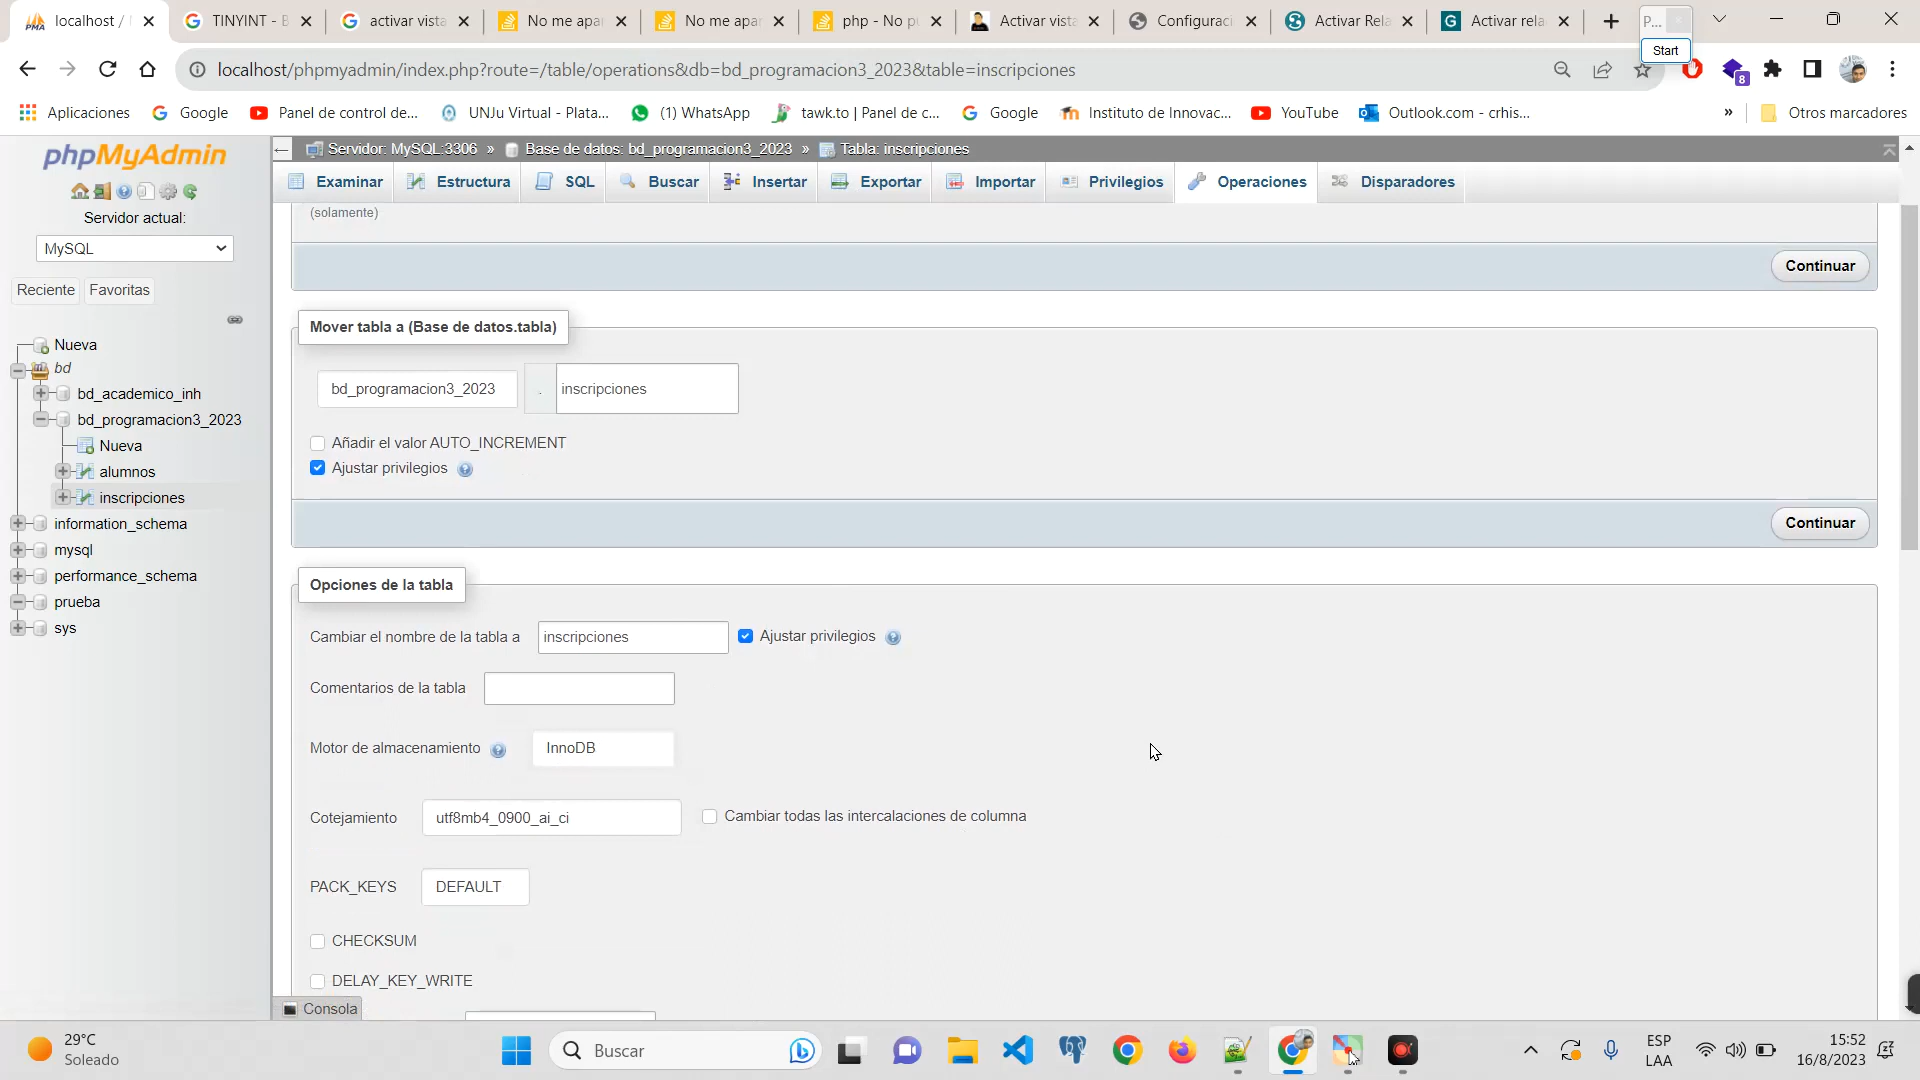 localhost / 
TINYINT - B
activar vista
No me apar
No me apar
php - No pu
Activar vista
Configuraci
Activar Rela
Activar rela
P...
Start
localhost/phpmyadmin/index.php?route=/table/operations&db=bd_programacion3_2023&table=inscripciones
8
Aplicaciones
Google
Panel de control de...
UNJu Virtual - Plata...
(1) WhatsApp
tawk.to | Panel de c...
Google
Instituto de Innovac...
YouTube
Outlook.com - crhis...
»
Otros marcadores
phpMyAdmin
Servidor actual:
MySQL
Reciente
Favoritas
Nueva
bd
bd_academico_inh
bd_programacion3_2023
Nueva
alumnos
inscripciones
information_schema
mysql
performance_schema
prueba
sys
Servidor: MySQL:3306 » Base de datos: bd_programacion3_2023 » Tabla: inscripciones
Examinar
Estructura
SQL
Buscar
Insertar
Exportar
Importar
Privilegios
Operaciones
Disparadores
(solamente)
Continuar
Mover tabla a (Base de datos.tabla)
bd_programacion3_2023
.
inscripciones
Añadir el valor AUTO_INCREMENT
Ajustar privilegios
Continuar
Opciones de la tabla
Cambiar el nombre de la tabla a
inscripciones
Ajustar privilegios
Comentarios de la tabla
Motor de almacenamiento
InnoDB
Cotejamiento
utf8mb4_0900_ai_ci
Cambiar todas las intercalaciones de columna
PACK_KEYS
DEFAULT
CHECKSUM
DELAY_KEY_WRITE
Consola
29°C
Soleado
Buscar
ESP
LAA
15:52
16/8/2023